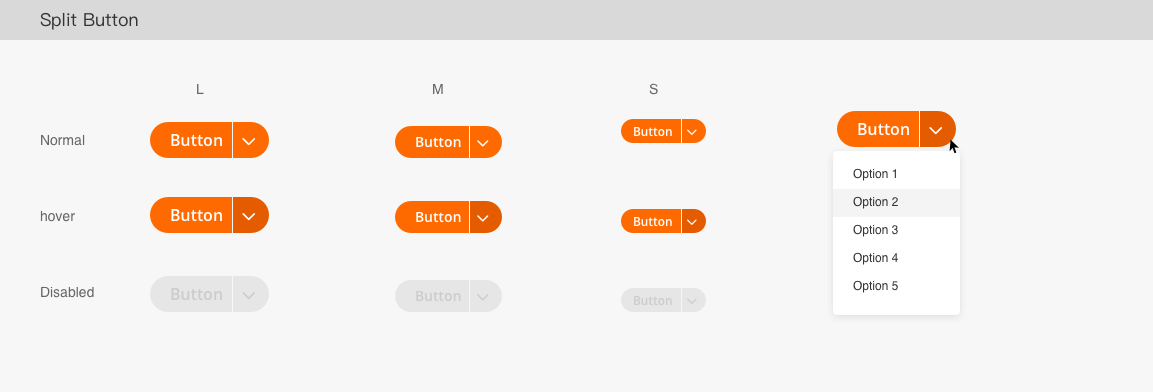 Split Button
L M S
Normal Button Button Button Button
Option 1
Option 2
hover Button Button Button
Option 3
Option 4
Option 5
Disabled Button Button Button